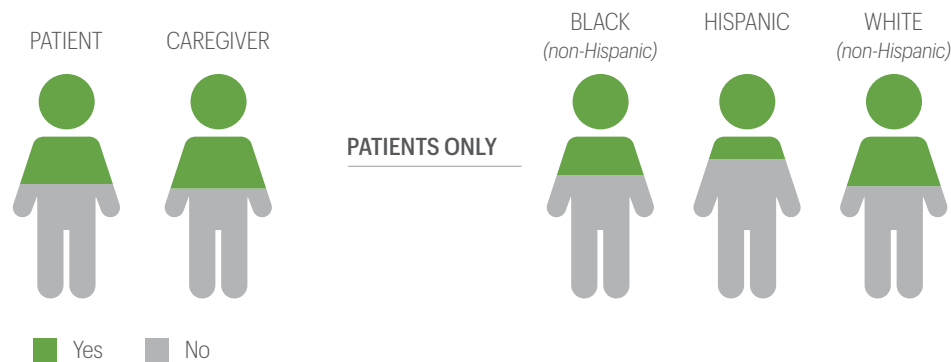 PATIENT
CAREGIVER
PATIENTS ONLY
BLACK
(non-Hispanic)
HISPANIC
WHITE
(non-Hispanic)
Yes
No